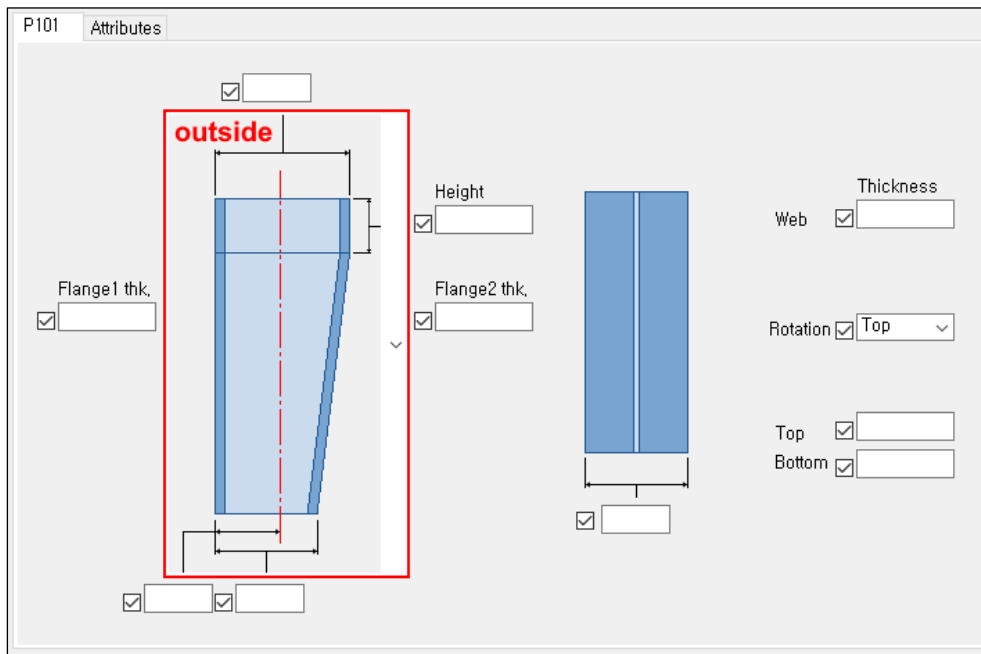 P101
Attributes
outside
Height
Thickness
Web
Flange1 thk,
Flange2 thk,
Rotation
Top
Top
Bottom